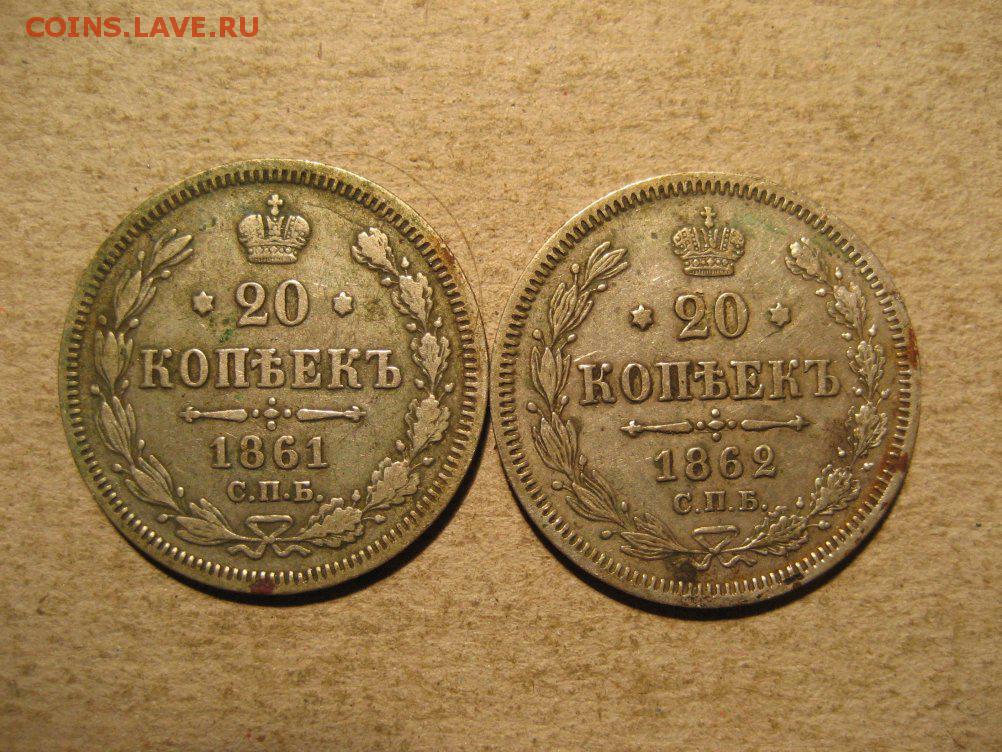 COINS.LAVE.RU
20
КОПѢЕКЪ
1861
С.П.Б.
20
КОПѢЕКЪ
1862
С.П.Б.